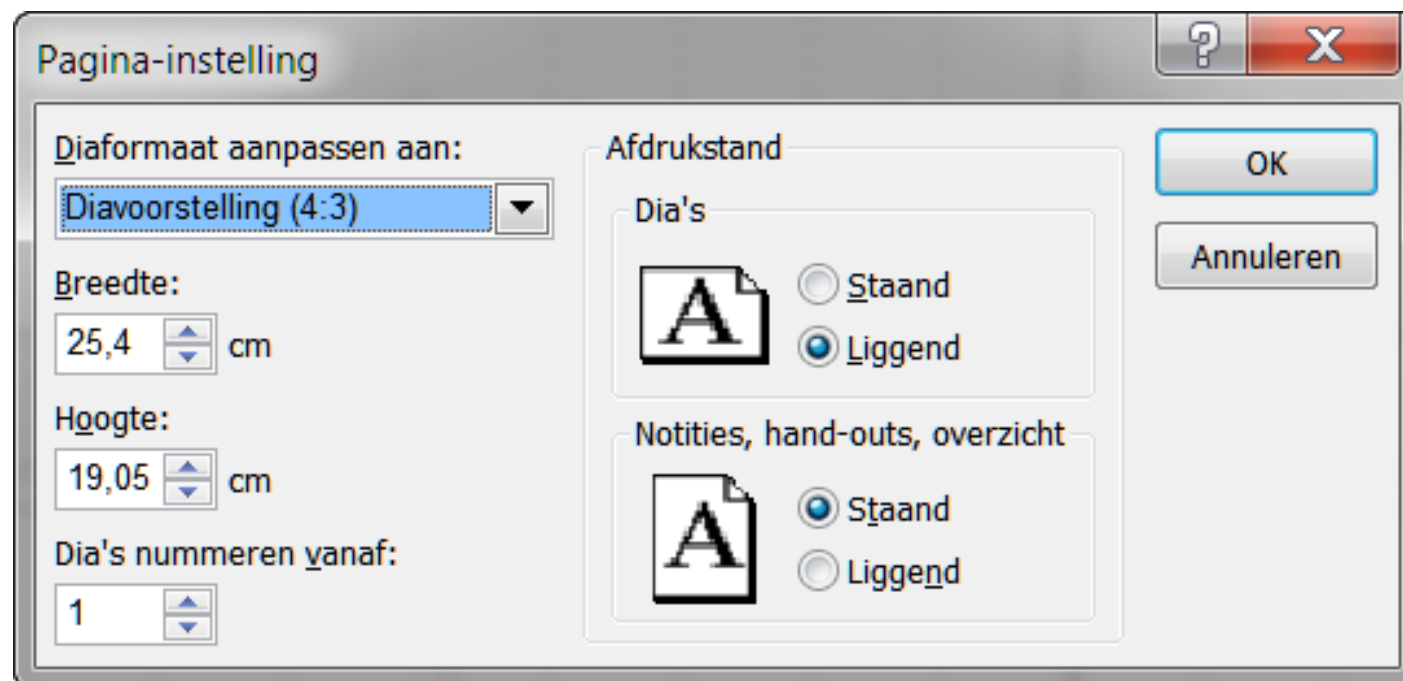 Pagina-instelling
Diaformaat aanpassen aan:
Diavoorstelling (4:3)
Breedte:
25,4 cm
Hoogte:
19,05 cm
Dia's nummeren vanaf:
1
Afdrukstand
Dia's
A
Staand
Liggend
Notities, hand-outs, overzicht
A
Staand
Liggend
?
X
OK
Annuleren